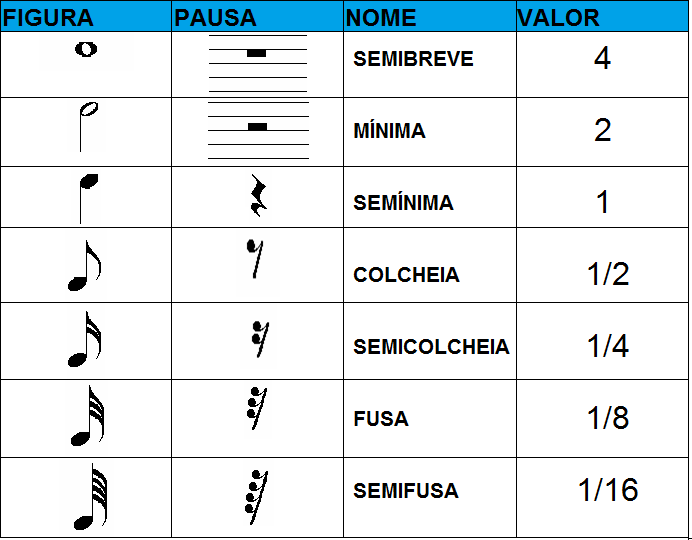 FIGURA PAUSA NOME VALOR
SEMIBREVE 4
MÍNIMA 2
SEMÍNIMA 1
COLCHEIA 1/2
SEMICOLCHEIA 1/4
FUSA 1/8
SEMIFUSA 1/16